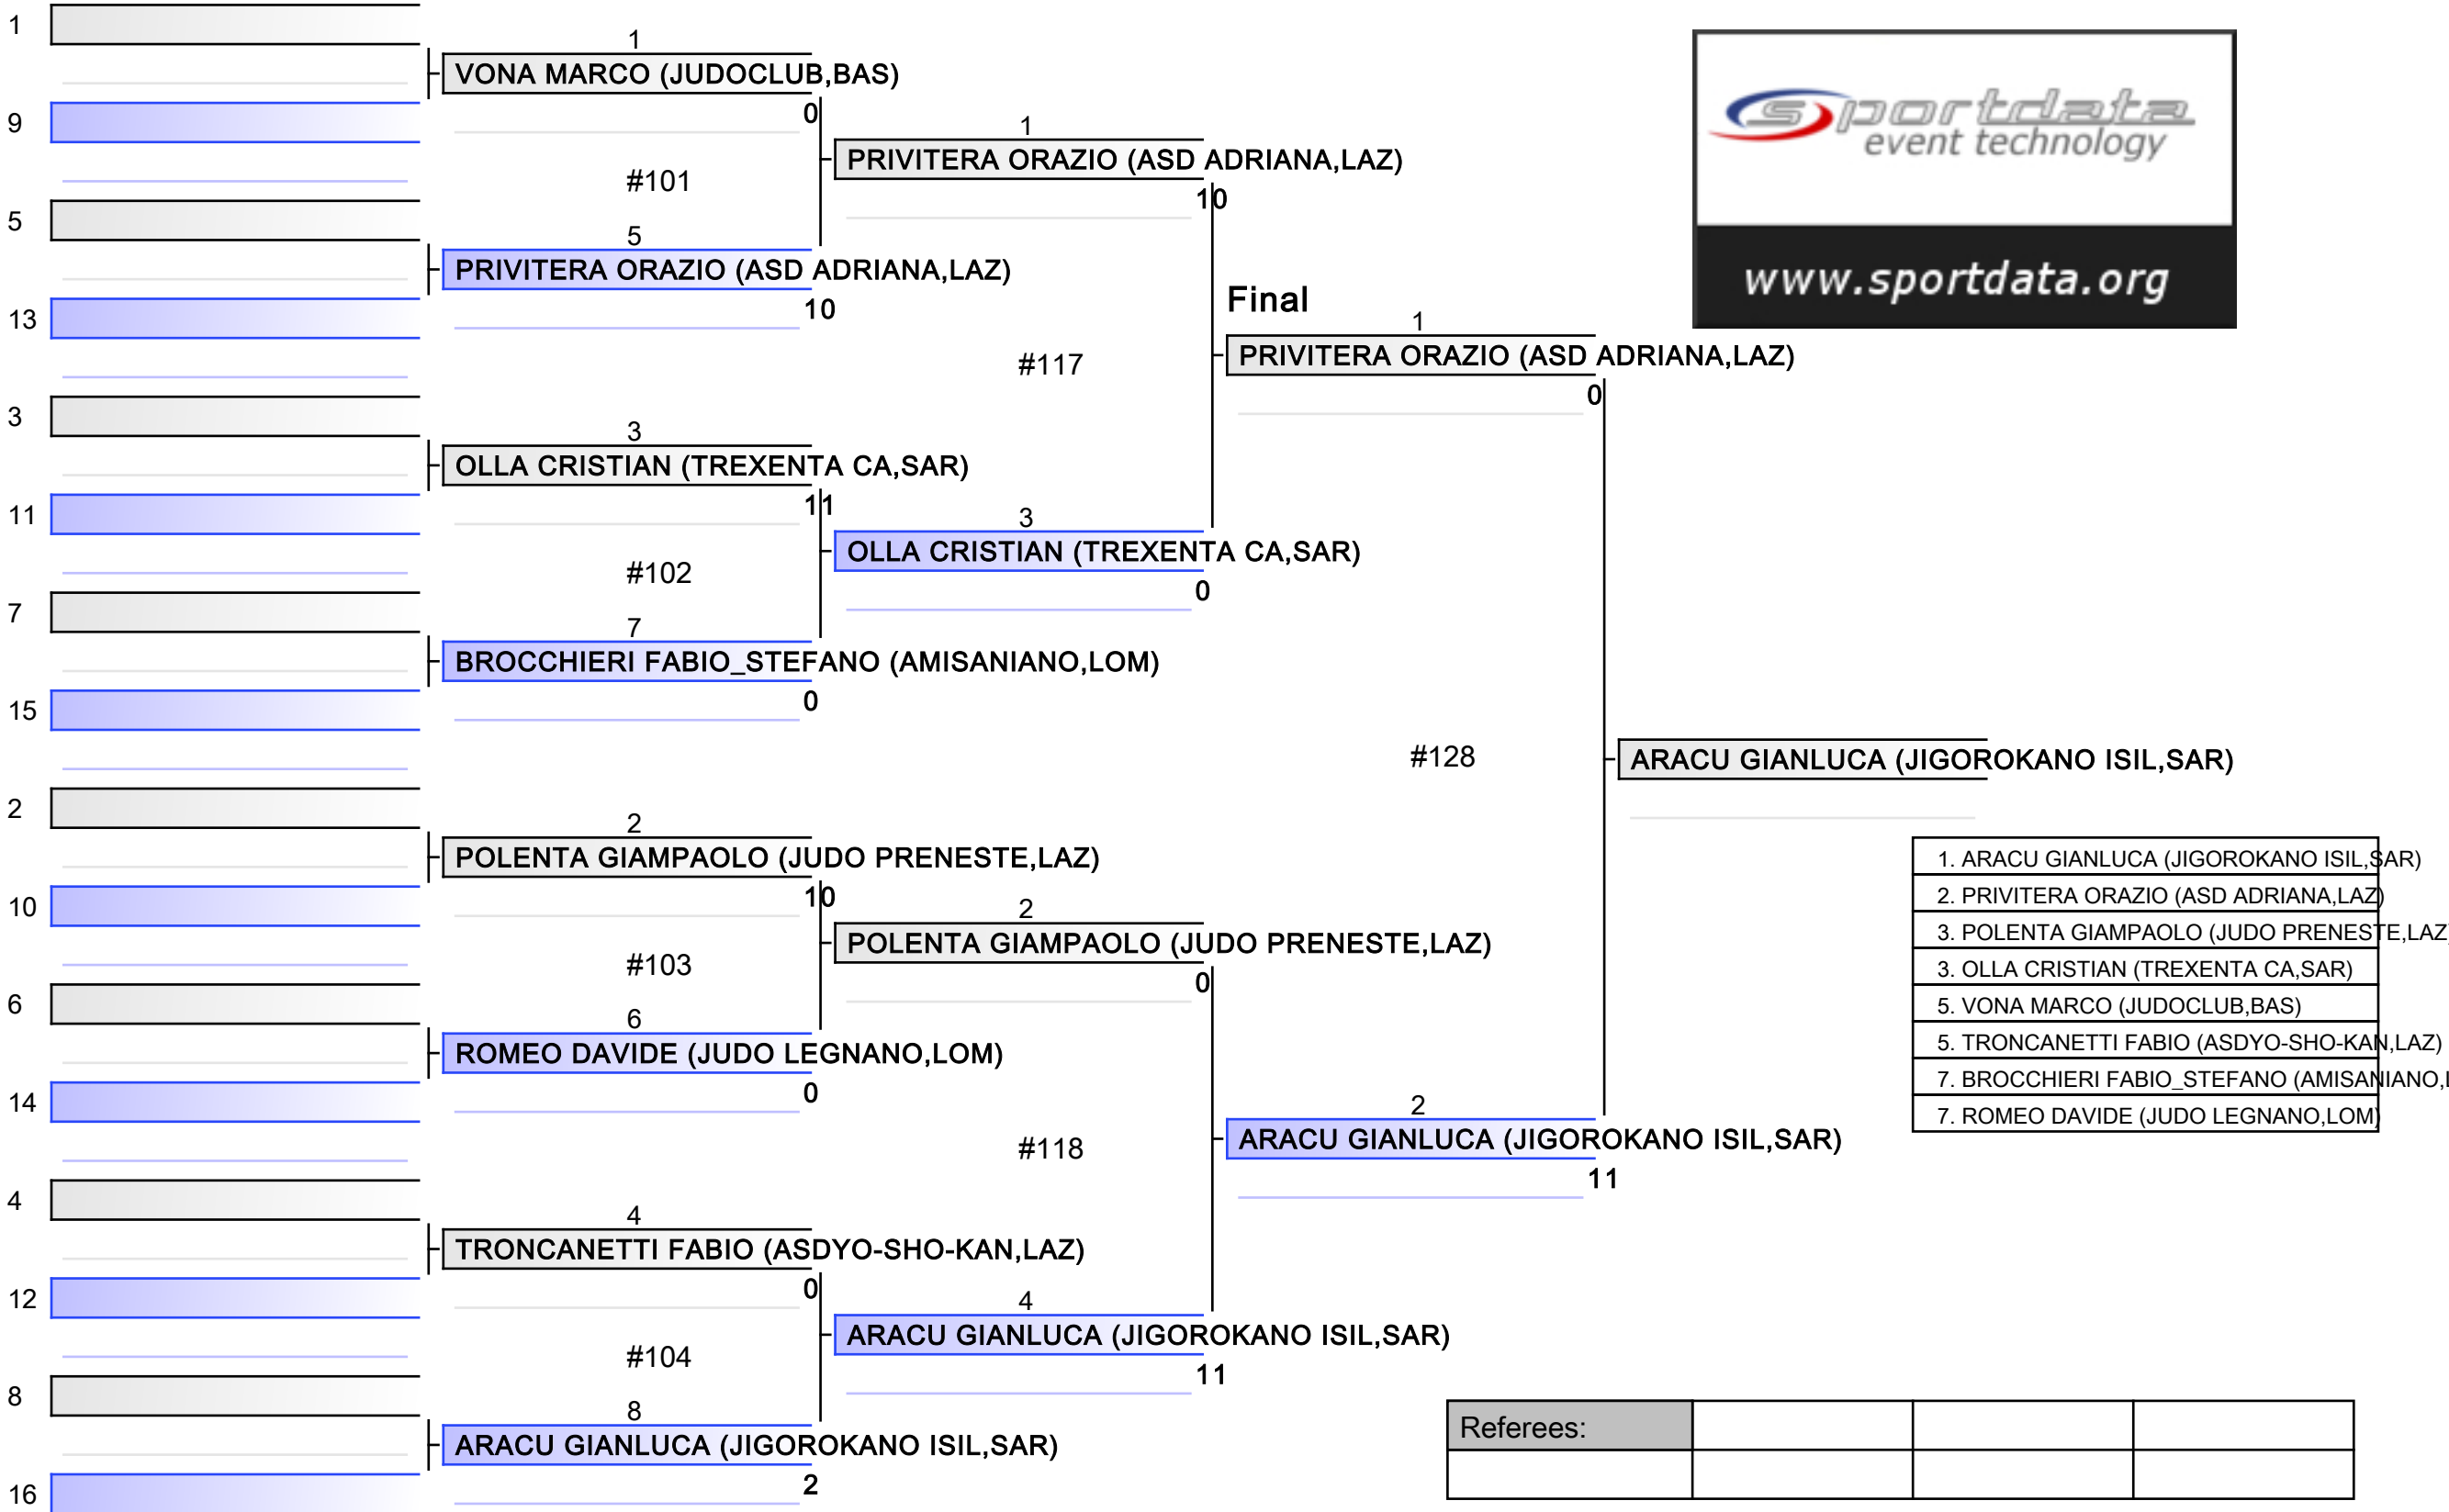 1
9
5
13
3
11
7
15
2
10
6
14
4
12
8
16
1
VONA MARCO (JUDOCLUB,BAS)
0
#101
5
PRIVITERA ORAZIO (ASD ADRIANA,LAZ)
10
3
OLLA CRISTIAN (TREXENTA CA,SAR)
11
#102
7
BROCCHIERI FABIO_STEFANO (AMISANIANO,LOM)
0
2
POLENTA GIAMPAOLO (JUDO PRENESTE,LAZ)
10
#103
6
ROMEO DAVIDE (JUDO LEGNANO,LOM)
0
4
TRONCANETTI FABIO (ASDYO-SHO-KAN,LAZ)
0
#104
8
ARACU GIANLUCA (JIGOROKANO ISIL,SAR)
2
1
PRIVITERA ORAZIO (ASD ADRIANA,LAZ)
10
#117
3
OLLA CRISTIAN (TREXENTA CA,SAR)
0
2
POLENTA GIAMPAOLO (JUDO PRENESTE,LAZ)
0
#118
4
ARACU GIANLUCA (JIGOROKANO ISIL,SAR)
11
Final
1
PRIVITERA ORAZIO (ASD ADRIANA,LAZ)
0
#128
2
ARACU GIANLUCA (JIGOROKANO ISIL,SAR)
11
ARACU GIANLUCA (JIGOROKANO ISIL,SAR)
sportdata
event technology
www.sportdata.org
1. ARACU GIANLUCA (JIGOROKANO ISIL,SAR)
2. PRIVITERA ORAZIO (ASD ADRIANA,LAZ)
3. POLENTA GIAMPAOLO (JUDO PRENESTE,LAZ)
3. OLLA CRISTIAN (TREXENTA CA,SAR)
5. VONA MARCO (JUDOCLUB,BAS)
5. TRONCANETTI FABIO (ASDYO-SHO-KAN,LAZ)
7. BROCCHIERI FABIO_STEFANO (AMISANIANO,
7. ROMEO DAVIDE (JUDO LEGNANO,LOM)
Referees: